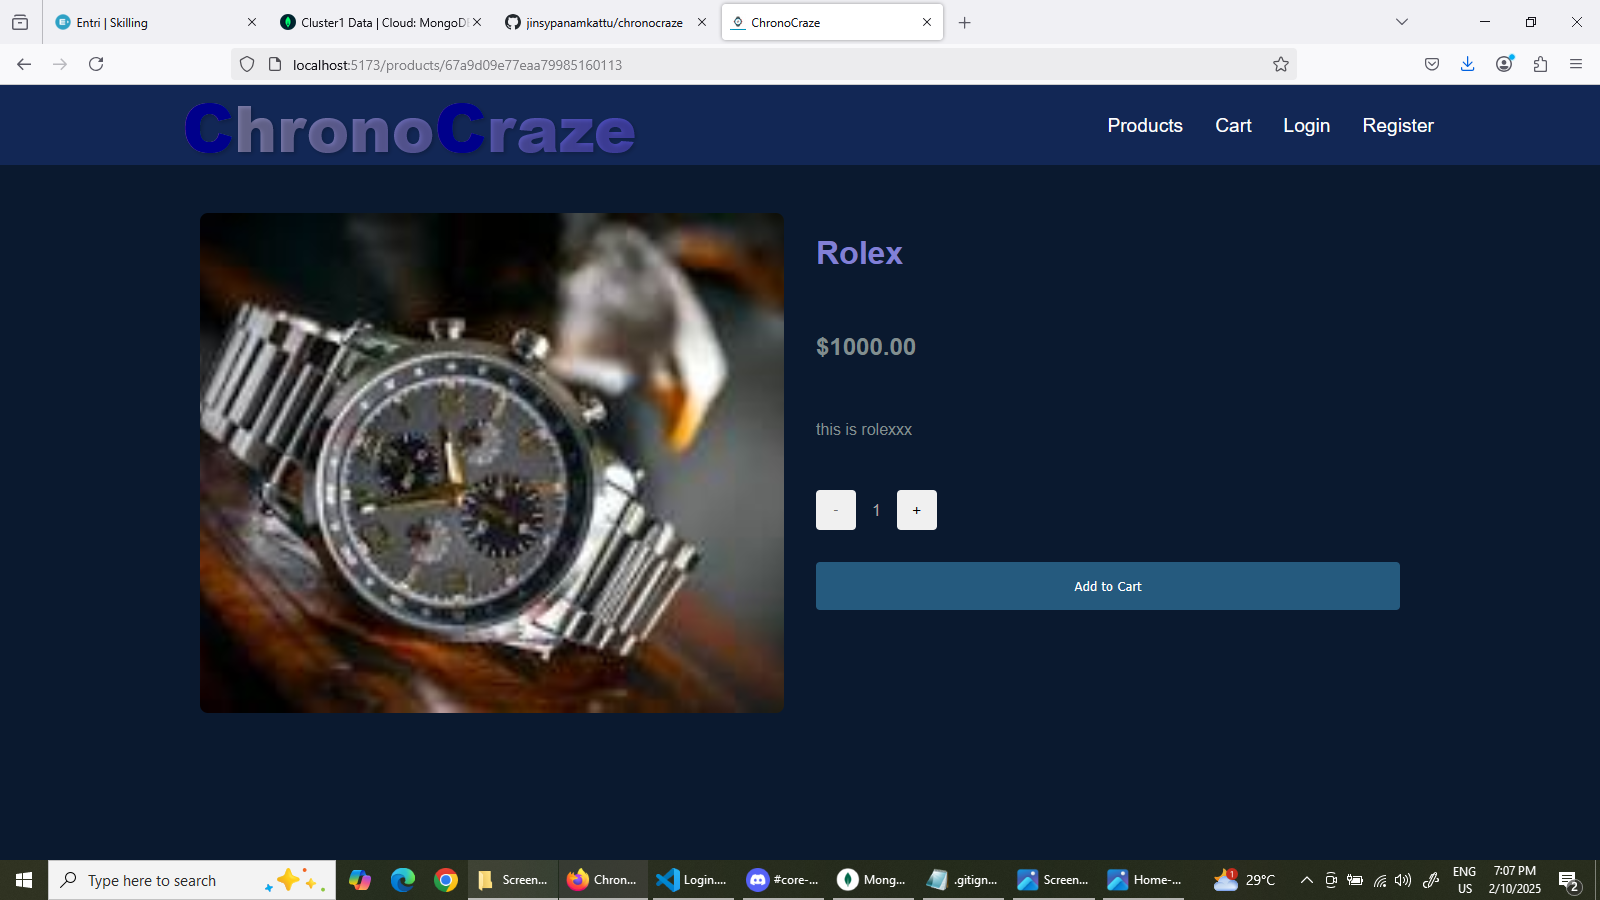 Entri | Skilling
Cluster1 Data | Cloud: MongoDB
jinsypanamkattu/chronocraze
ChronoCraze
localhost:5173/products/67a9d09e77eaa79985160113
ChronoCraze
Products
Cart
Login
Register
Rolex
$1000.00
this is rolexxx
-
1
+
Add to Cart
Type here to search
Screen...
Chron...
Login....
#core-...
Mong...
.gitign...
Screen...
Home-...
1
29°C
ENG
US
7:07 PM
2/10/2025
2